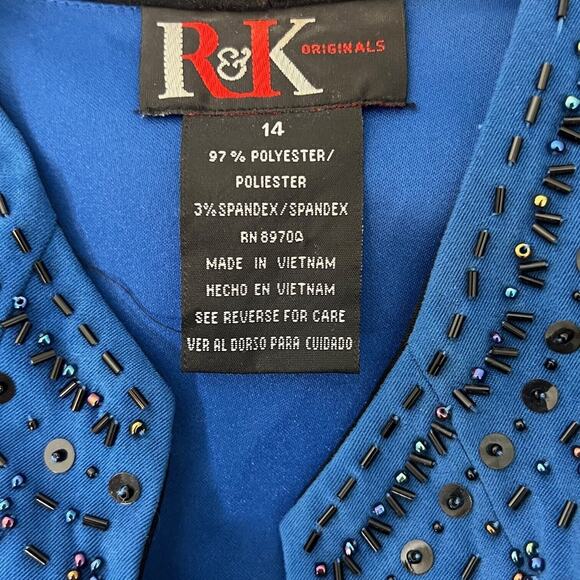 R&K ORIGINALS
14
97% POLYESTER/
POLIESTER
3% SPANDEX/SPANDEX
RN 89700
MADE IN VIETNAM
HECHO EN VIETNAM
SEE REVERSE FOR CARE
VER AL DORSO PARA CUIDADO